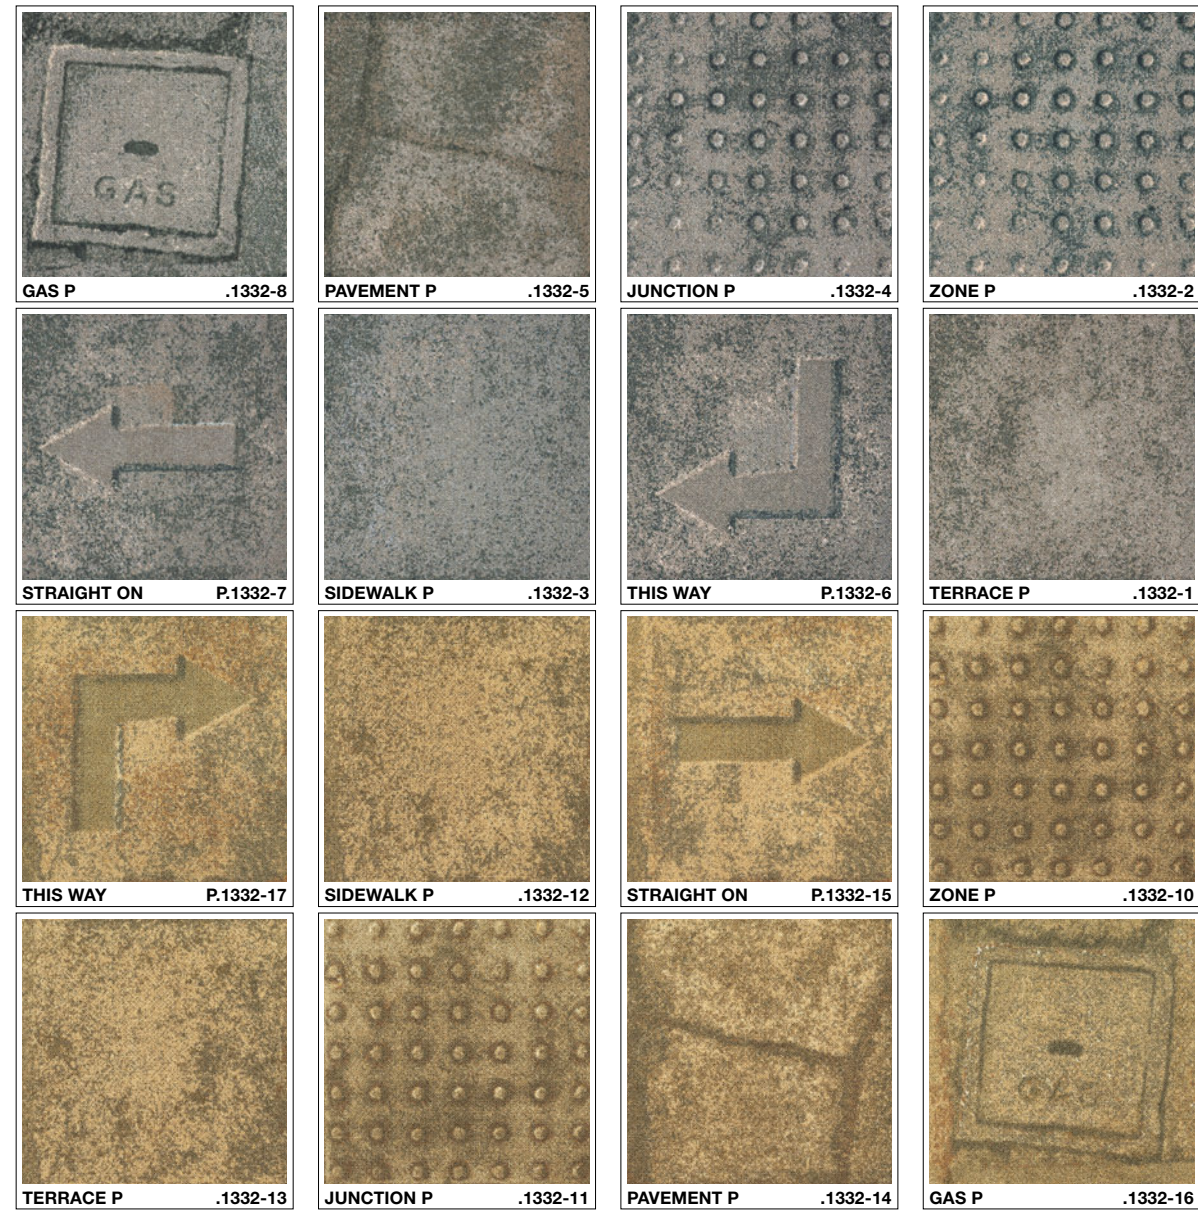 GAS
GAS P .1332-8
PAVEMENT P .1332-5
JUNCTION P .1332-4
ZONE P .1332-2
STRAIGHT ON P.1332-7
SIDEWALK P .1332-3
THIS WAY P.1332-6
TERRACE P .1332-1
THIS WAY P.1332-17
SIDEWALK P .1332-12
STRAIGHT ON P.1332-15
ZONE P .1332-10
GAS
TERRACE P .1332-13
JUNCTION P .1332-11
PAVEMENT P .1332-14
GAS P .1332-16